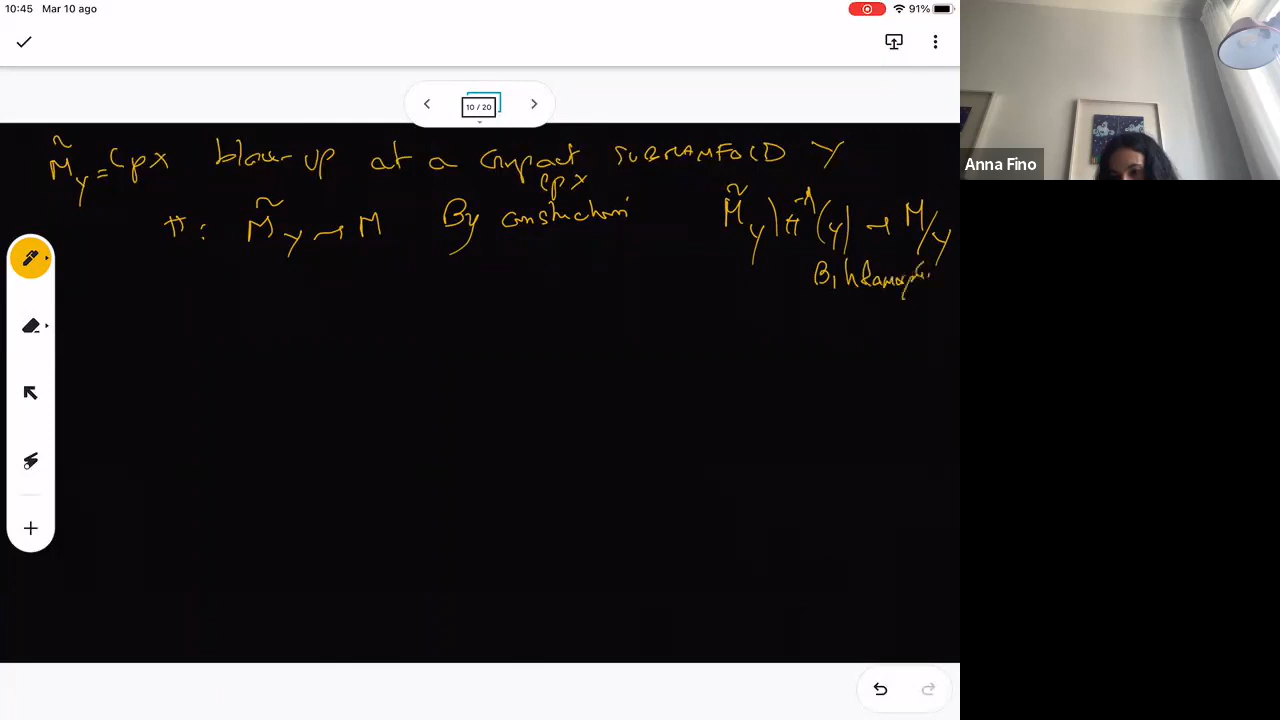 10:45 Mar 10 ago
91%
10 / 20
M̃_Y = Cpx blow up at a compact SUBMANIFOLD Y
cpx
π : M̃_Y → M By construction M̃_Y \ π⁻¹(Y) → M/Y
Biholomorphi
Anna Fino